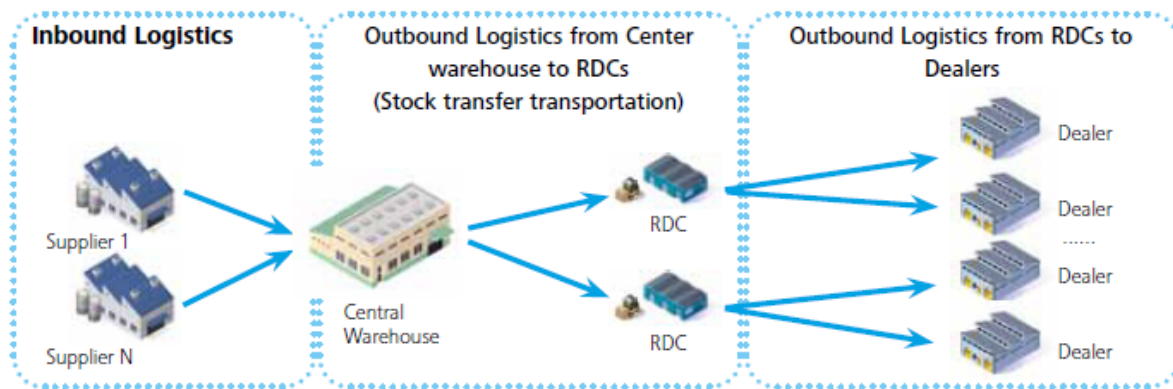 Inbound Logistics
Supplier 1
Supplier N
Outbound Logistics from Center
warehouse to RDCs
(Stock transfer transportation)
Central
Warehouse
RDC
RDC
Outbound Logistics from RDCs to
Dealers
Dealer
Dealer
......
Dealer
Dealer